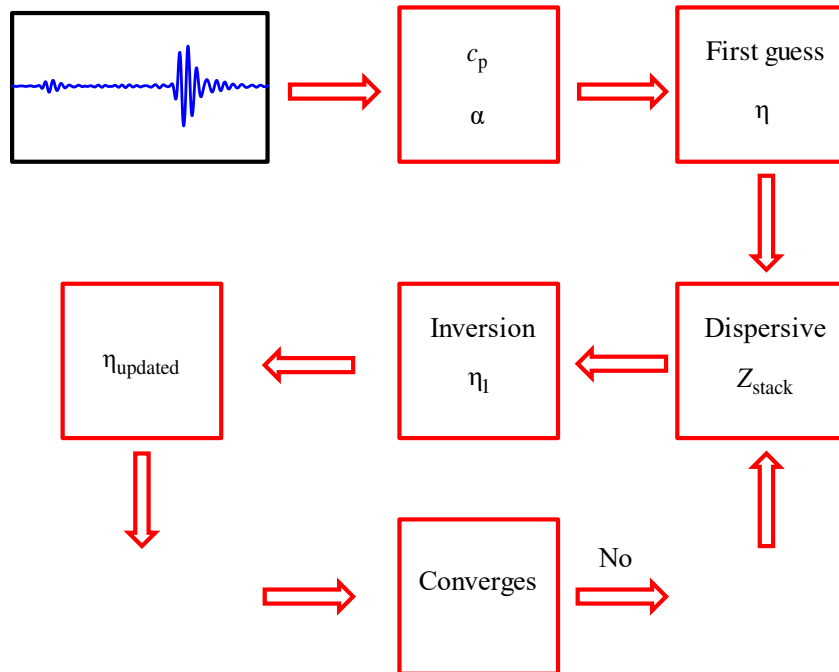 c_p
α
First guess
η
Dispersive
Z_stack
Inversion
η_1
η_updated
Converges
No